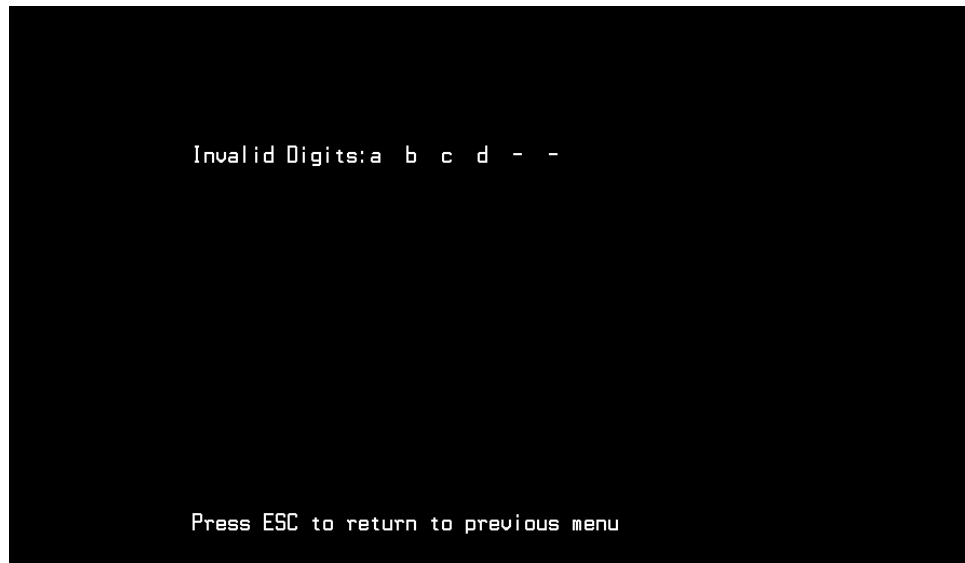 Invalid Digits:a b c d - -
Press ESC to return to previous menu